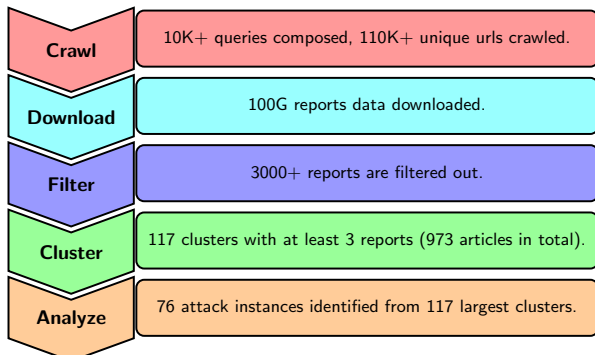 Crawl
10K+ queries composed, 110K+ unique urls crawled.
Download
100G reports data downloaded.
Filter
3000+ reports are filtered out.
Cluster
117 clusters with at least 3 reports (973 articles in total).
Analyze
76 attack instances identified from 117 largest clusters.